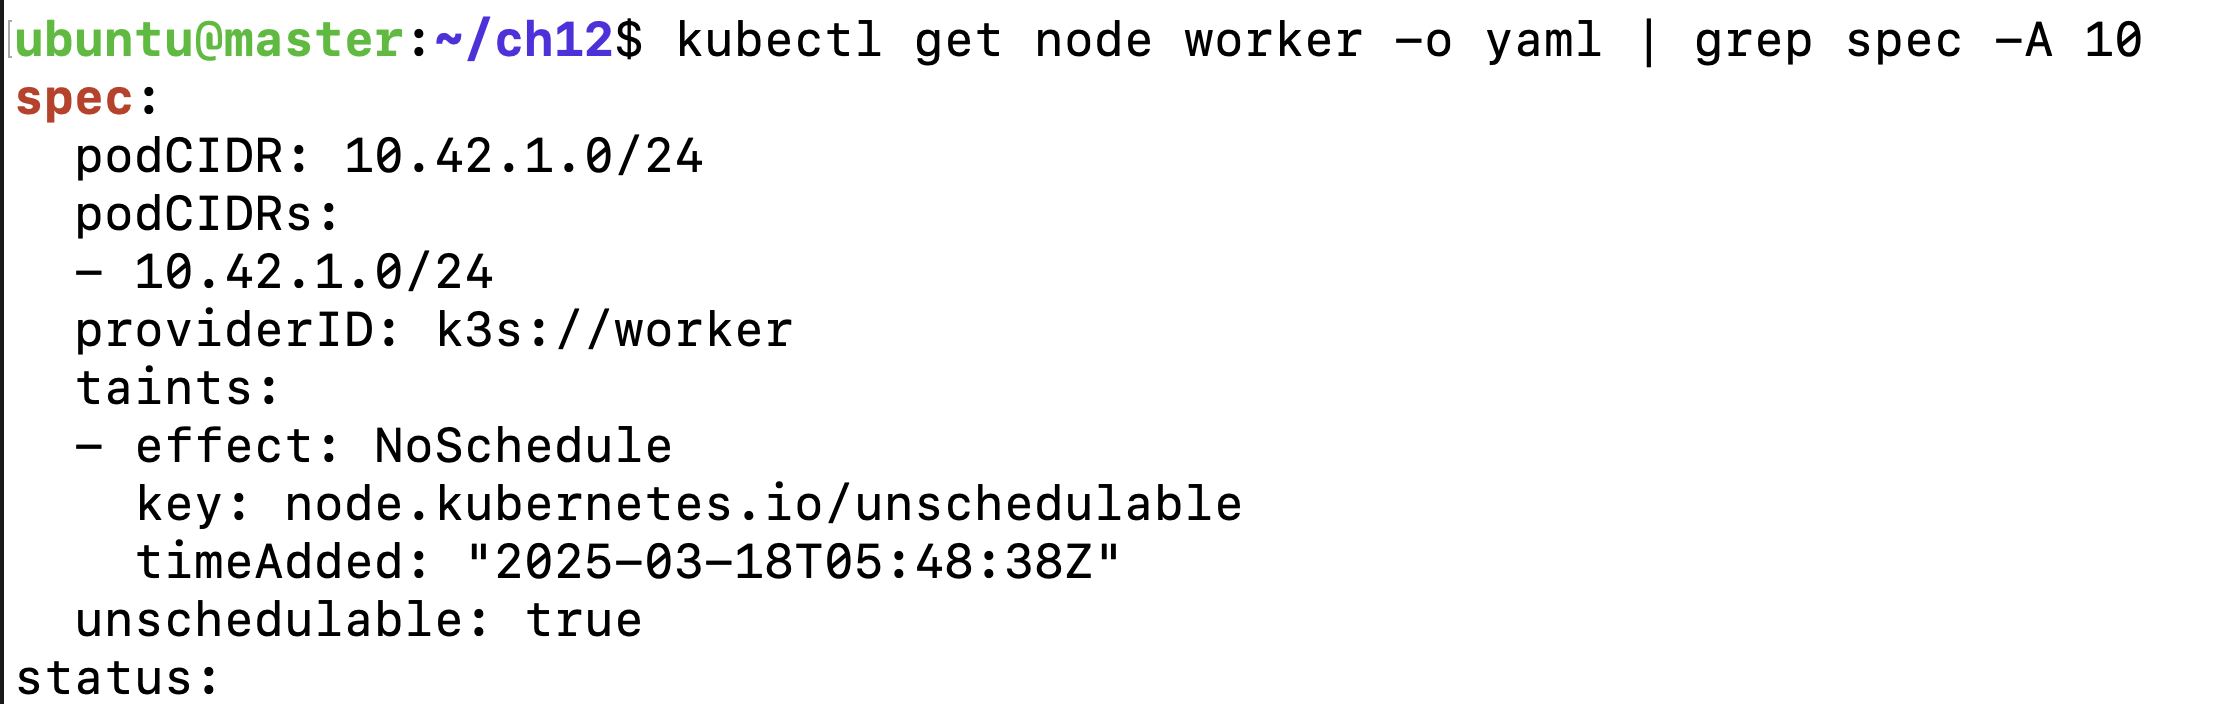 ubuntu@master:~/ch12$ kubectl get node worker -o yaml | grep spec -A 10
spec:
  podCIDR: 10.42.1.0/24
  podCIDRs:
  - 10.42.1.0/24
  providerID: k3s://worker
  taints:
  - effect: NoSchedule
    key: node.kubernetes.io/unschedulable
    timeAdded: "2025-03-18T05:48:38Z"
  unschedulable: true
status: